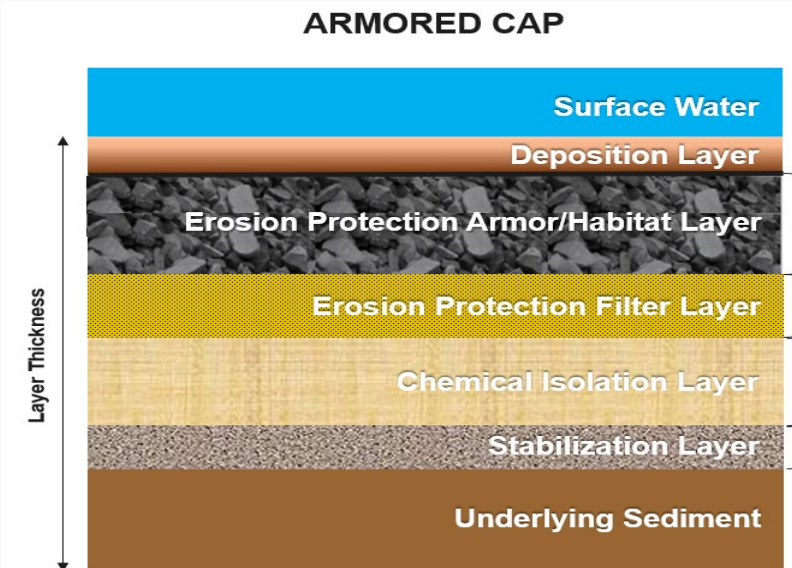 ARMORED CAP
Surface Water
Deposition Layer
Erosion Protection Armor/Habitat Layer
Erosion Protection Filter Layer
Chemical Isolation Layer
Stabilization Layer
Underlying Sediment
Layer Thickness